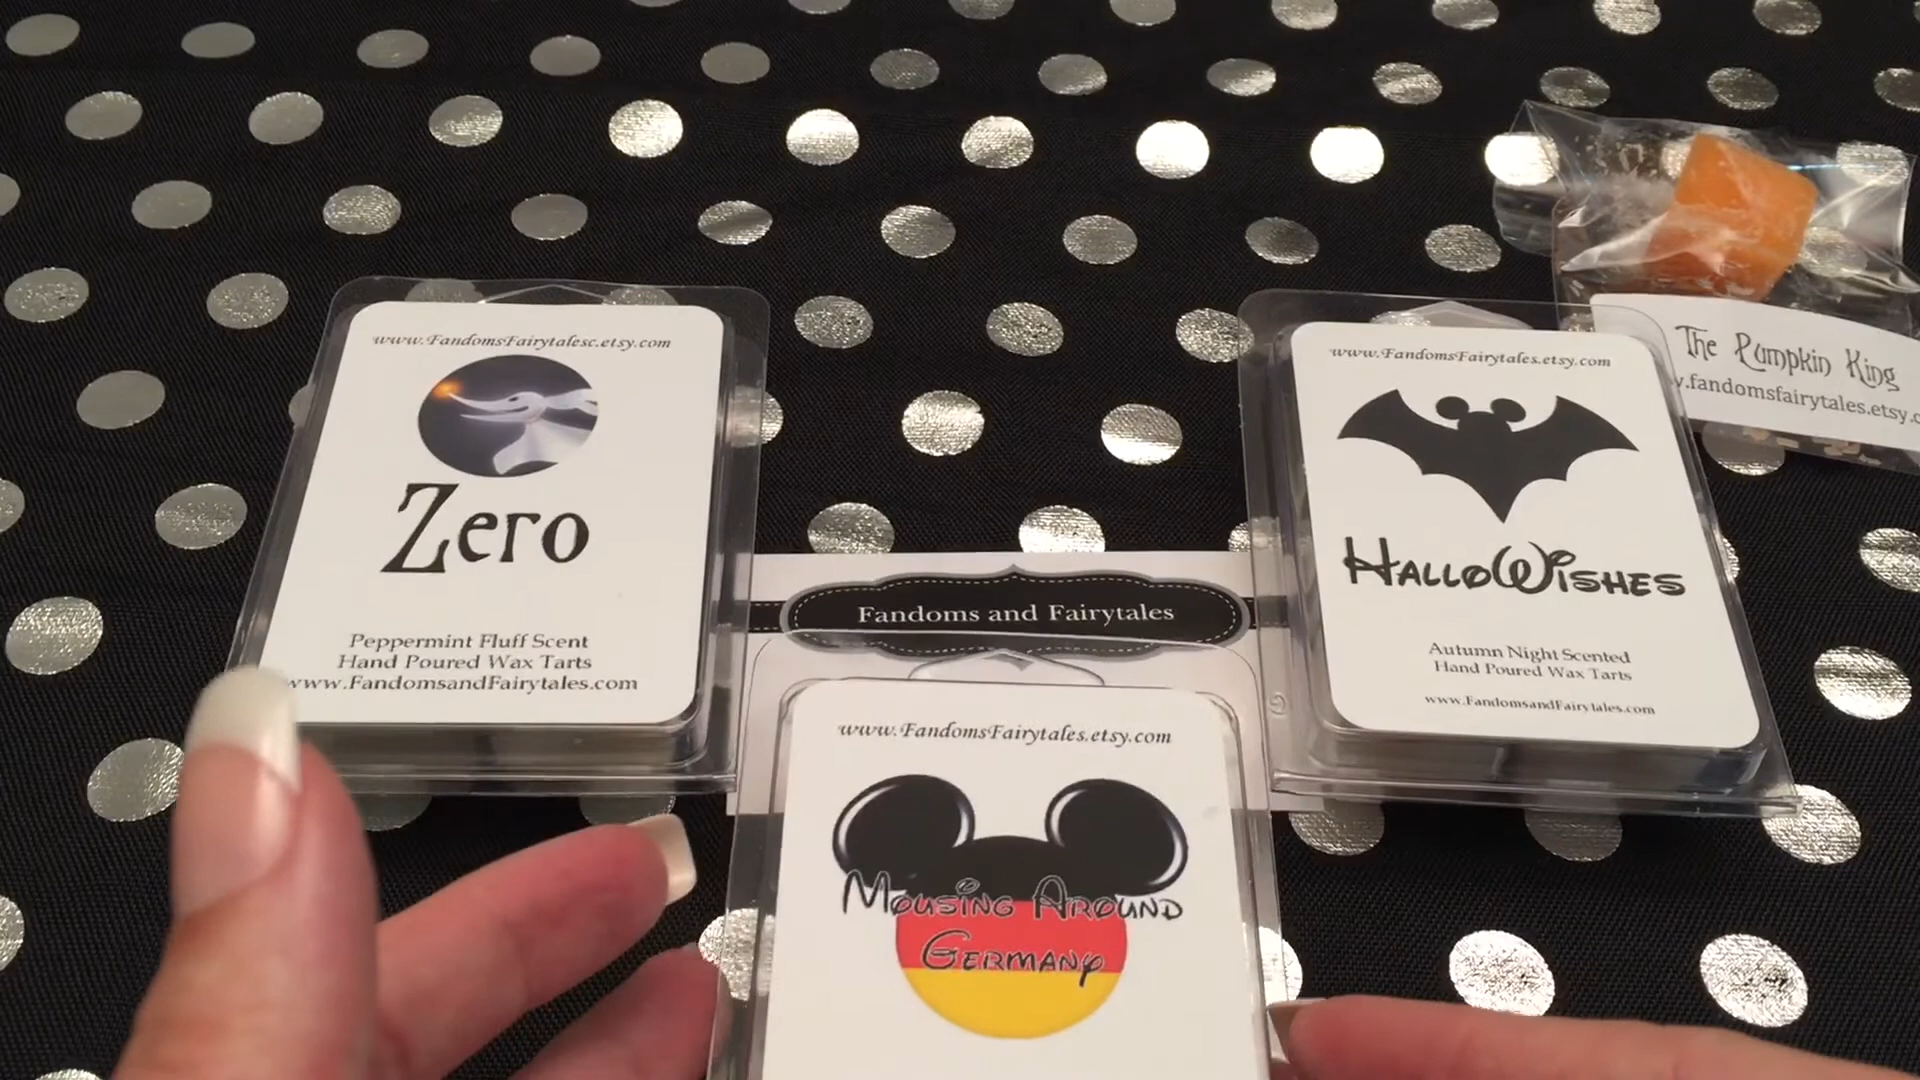 www.FandomsFairytalesc.etsy.com
Zero
Peppermint Fluff Scent
Hand Poured Wax Tarts
www.FandomsandFairytales.com
Fandoms and Fairytales
www.FandomsFairytales.etsy.com
Mousing Around
Germany
www.FandomsFairytales.etsy.com
HalloWishes
Autumn Night Scented
Hand Poured Wax Tarts
www.FandomsandFairytales.com
The Pumpkin King
.fandomsfairytales.etsy.c